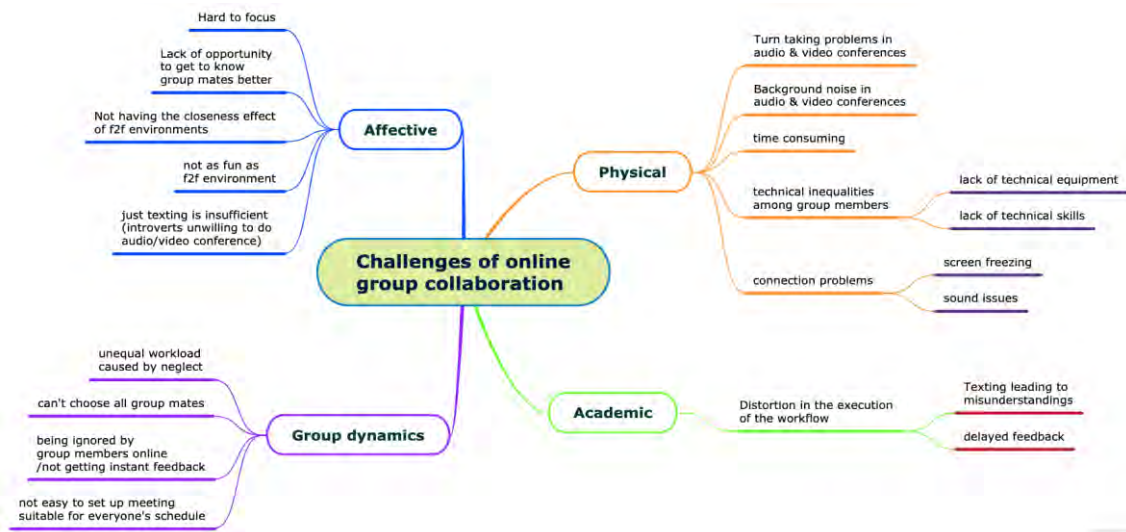 Challenges of online
group collaboration
Affective
Hard to focus
Lack of opportunity
to get to know
group mates better
Not having the closeness effect
of f2f environments
not as fun as
f2f environment
just texting is insufficient
(introverts unwilling to do
audio/video conference)
Physical
Turn taking problems in
audio & video conferences
Background noise in
audio & video conferences
time consuming
technical inequalities
among group members
lack of technical equipment
lack of technical skills
connection problems
screen freezing
sound issues
Group dynamics
unequal workload
caused by neglect
can't choose all group mates
being ignored by
group members online
/not getting instant feedback
not easy to set up meeting
suitable for everyone's schedule
Academic
Distortion in the execution
of the workflow
Texting leading to
misunderstandings
delayed feedback